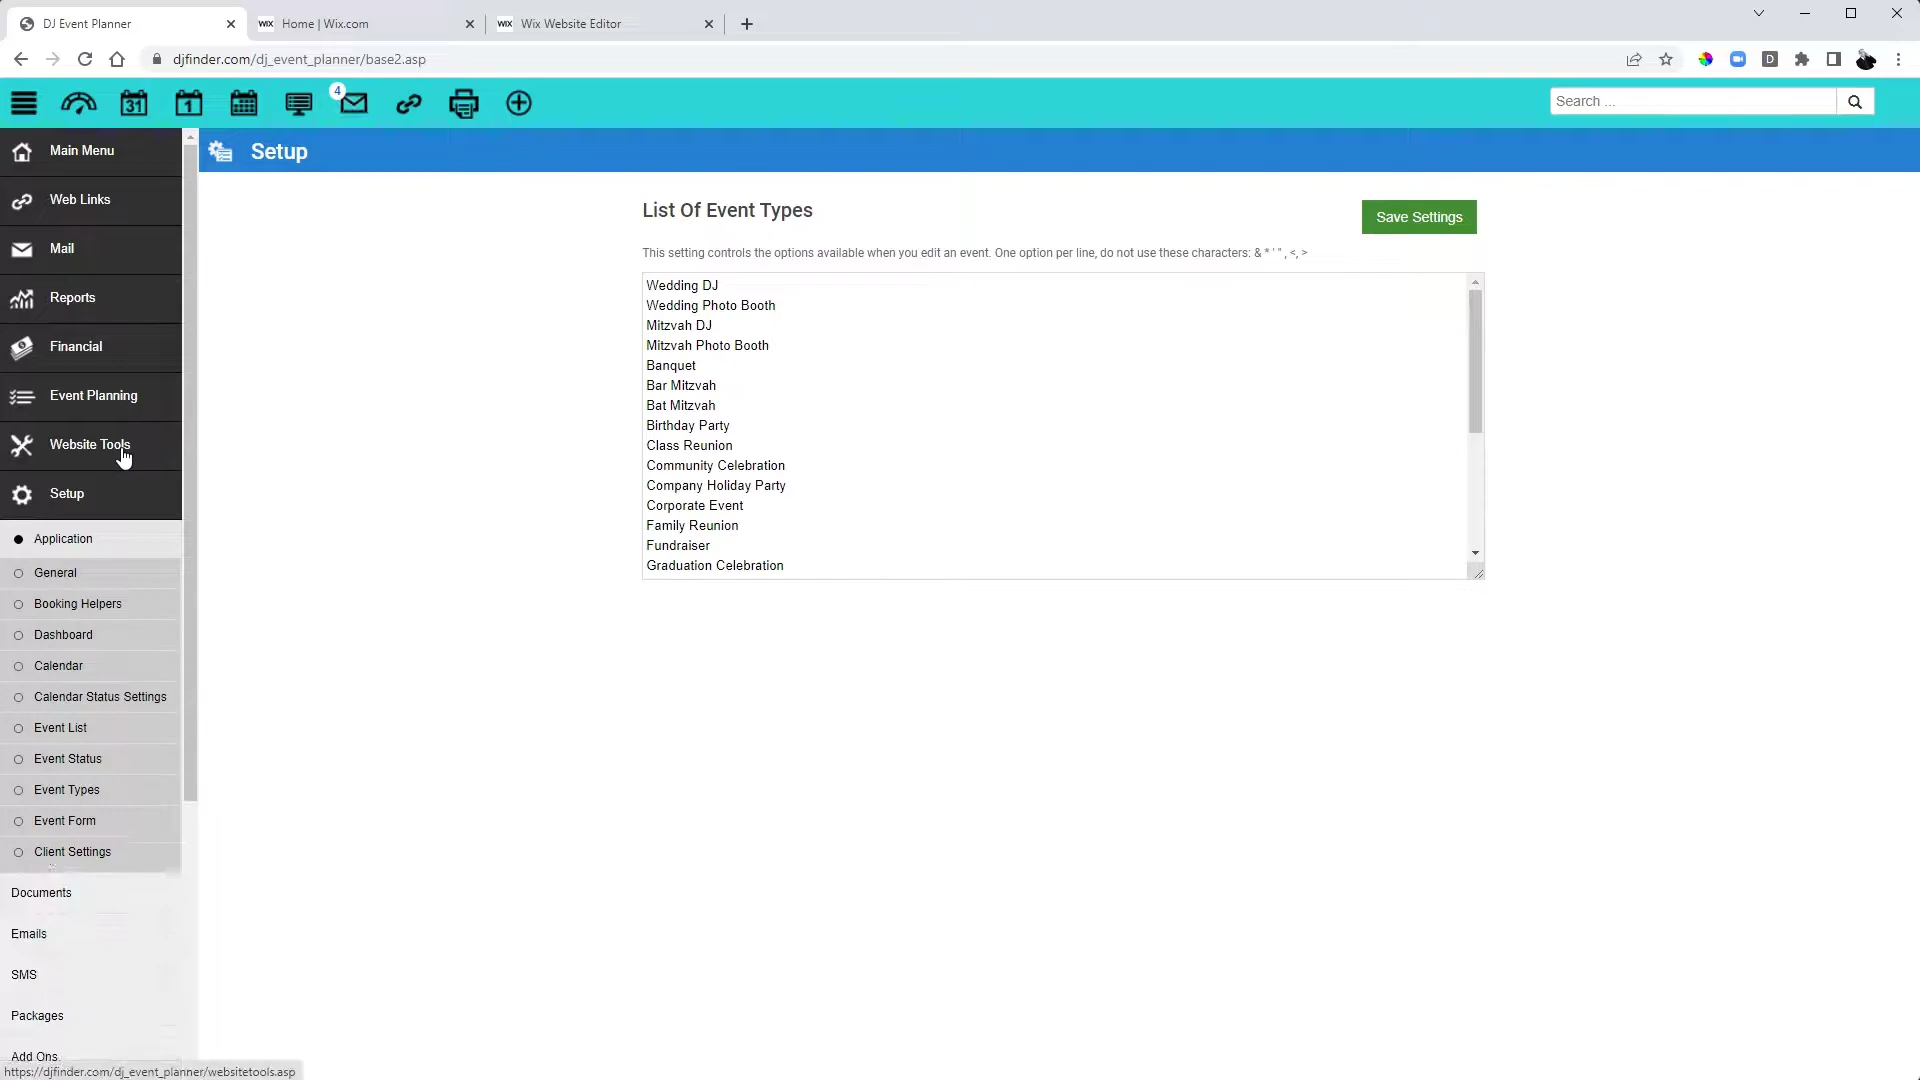 DJ Event Planner
WIX Home | Wix.com
WIX Wix Website Editor
djfinder.com/dj_event_planner/base2.asp
D
31
1
4
Search ...
Main Menu
Web Links
Mail
Reports
Financial
Event Planning
Website Tools
Setup
Application
General
Booking Helpers
Dashboard
Calendar
Calendar Status Settings
Event List
Event Status
Event Types
Event Form
Client Settings
Documents
Emails
SMS
Packages
Add Ons
https://djfinder.com/dj_event_planner/websitetools.asp
Setup
List Of Event Types
Save Settings
This setting controls the options available when you edit an event. One option per line, do not use these characters: & * ' " , <, >
Wedding DJ
Wedding Photo Booth
Mitzvah DJ
Mitzvah Photo Booth
Banquet
Bar Mitzvah
Bat Mitzvah
Birthday Party
Class Reunion
Community Celebration
Company Holiday Party
Corporate Event
Family Reunion
Fundraiser
Graduation Celebration